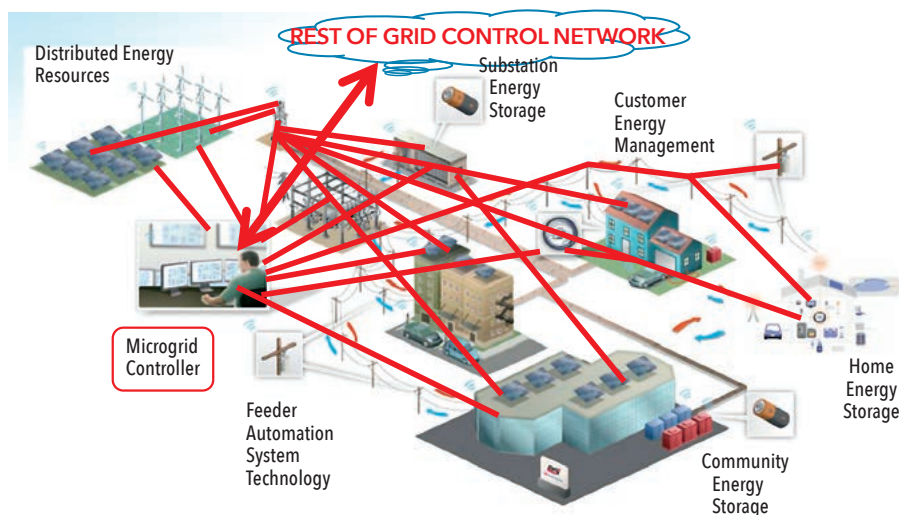 REST OF GRID CONTROL NETWORK
Distributed Energy
Resources
Substation
Energy
Storage
Customer
Energy
Management
Microgrid
Controller
Feeder
Automation
System
Technology
Home
Energy
Storage
Community
Energy
Storage